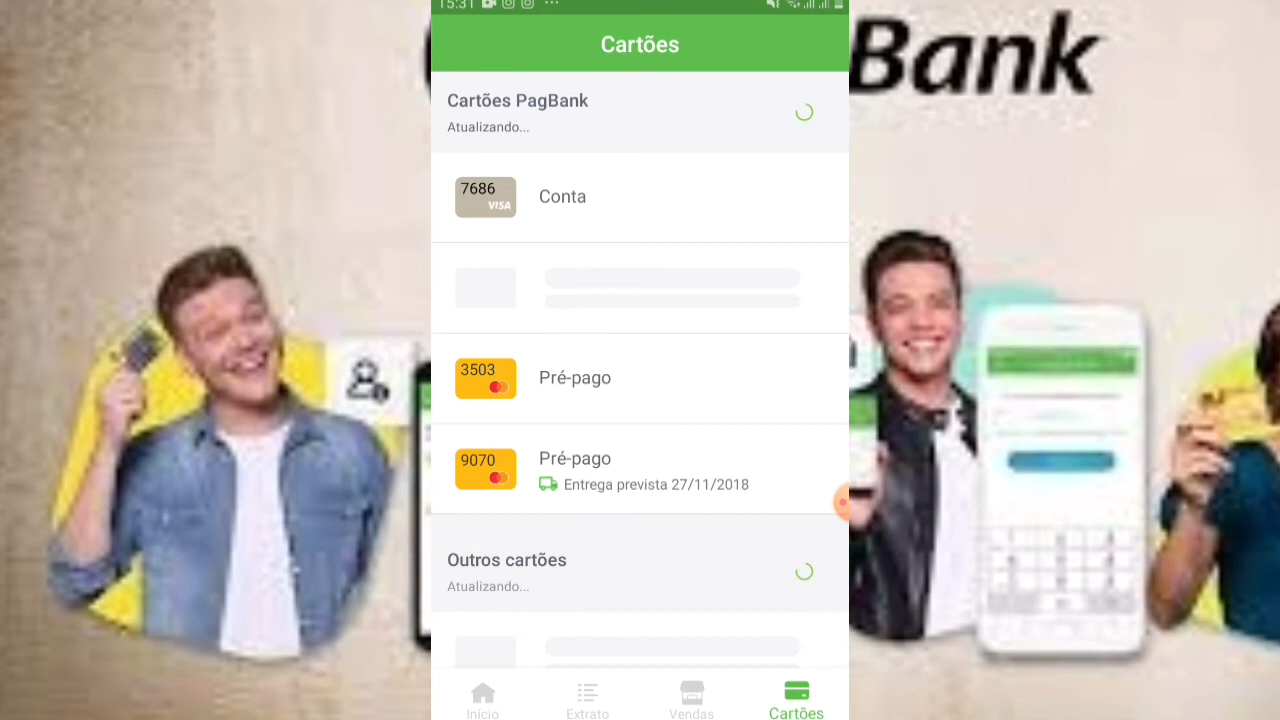 15:31
Cartões
Bank
Cartões PagBank
Atualizando...
7686
VISA
Conta
3503
Pré-pago
9070
Pré-pago
Entrega prevista 27/11/2018
Outros cartões
Atualizando...
Início
Extrato
Vendas
Cartões